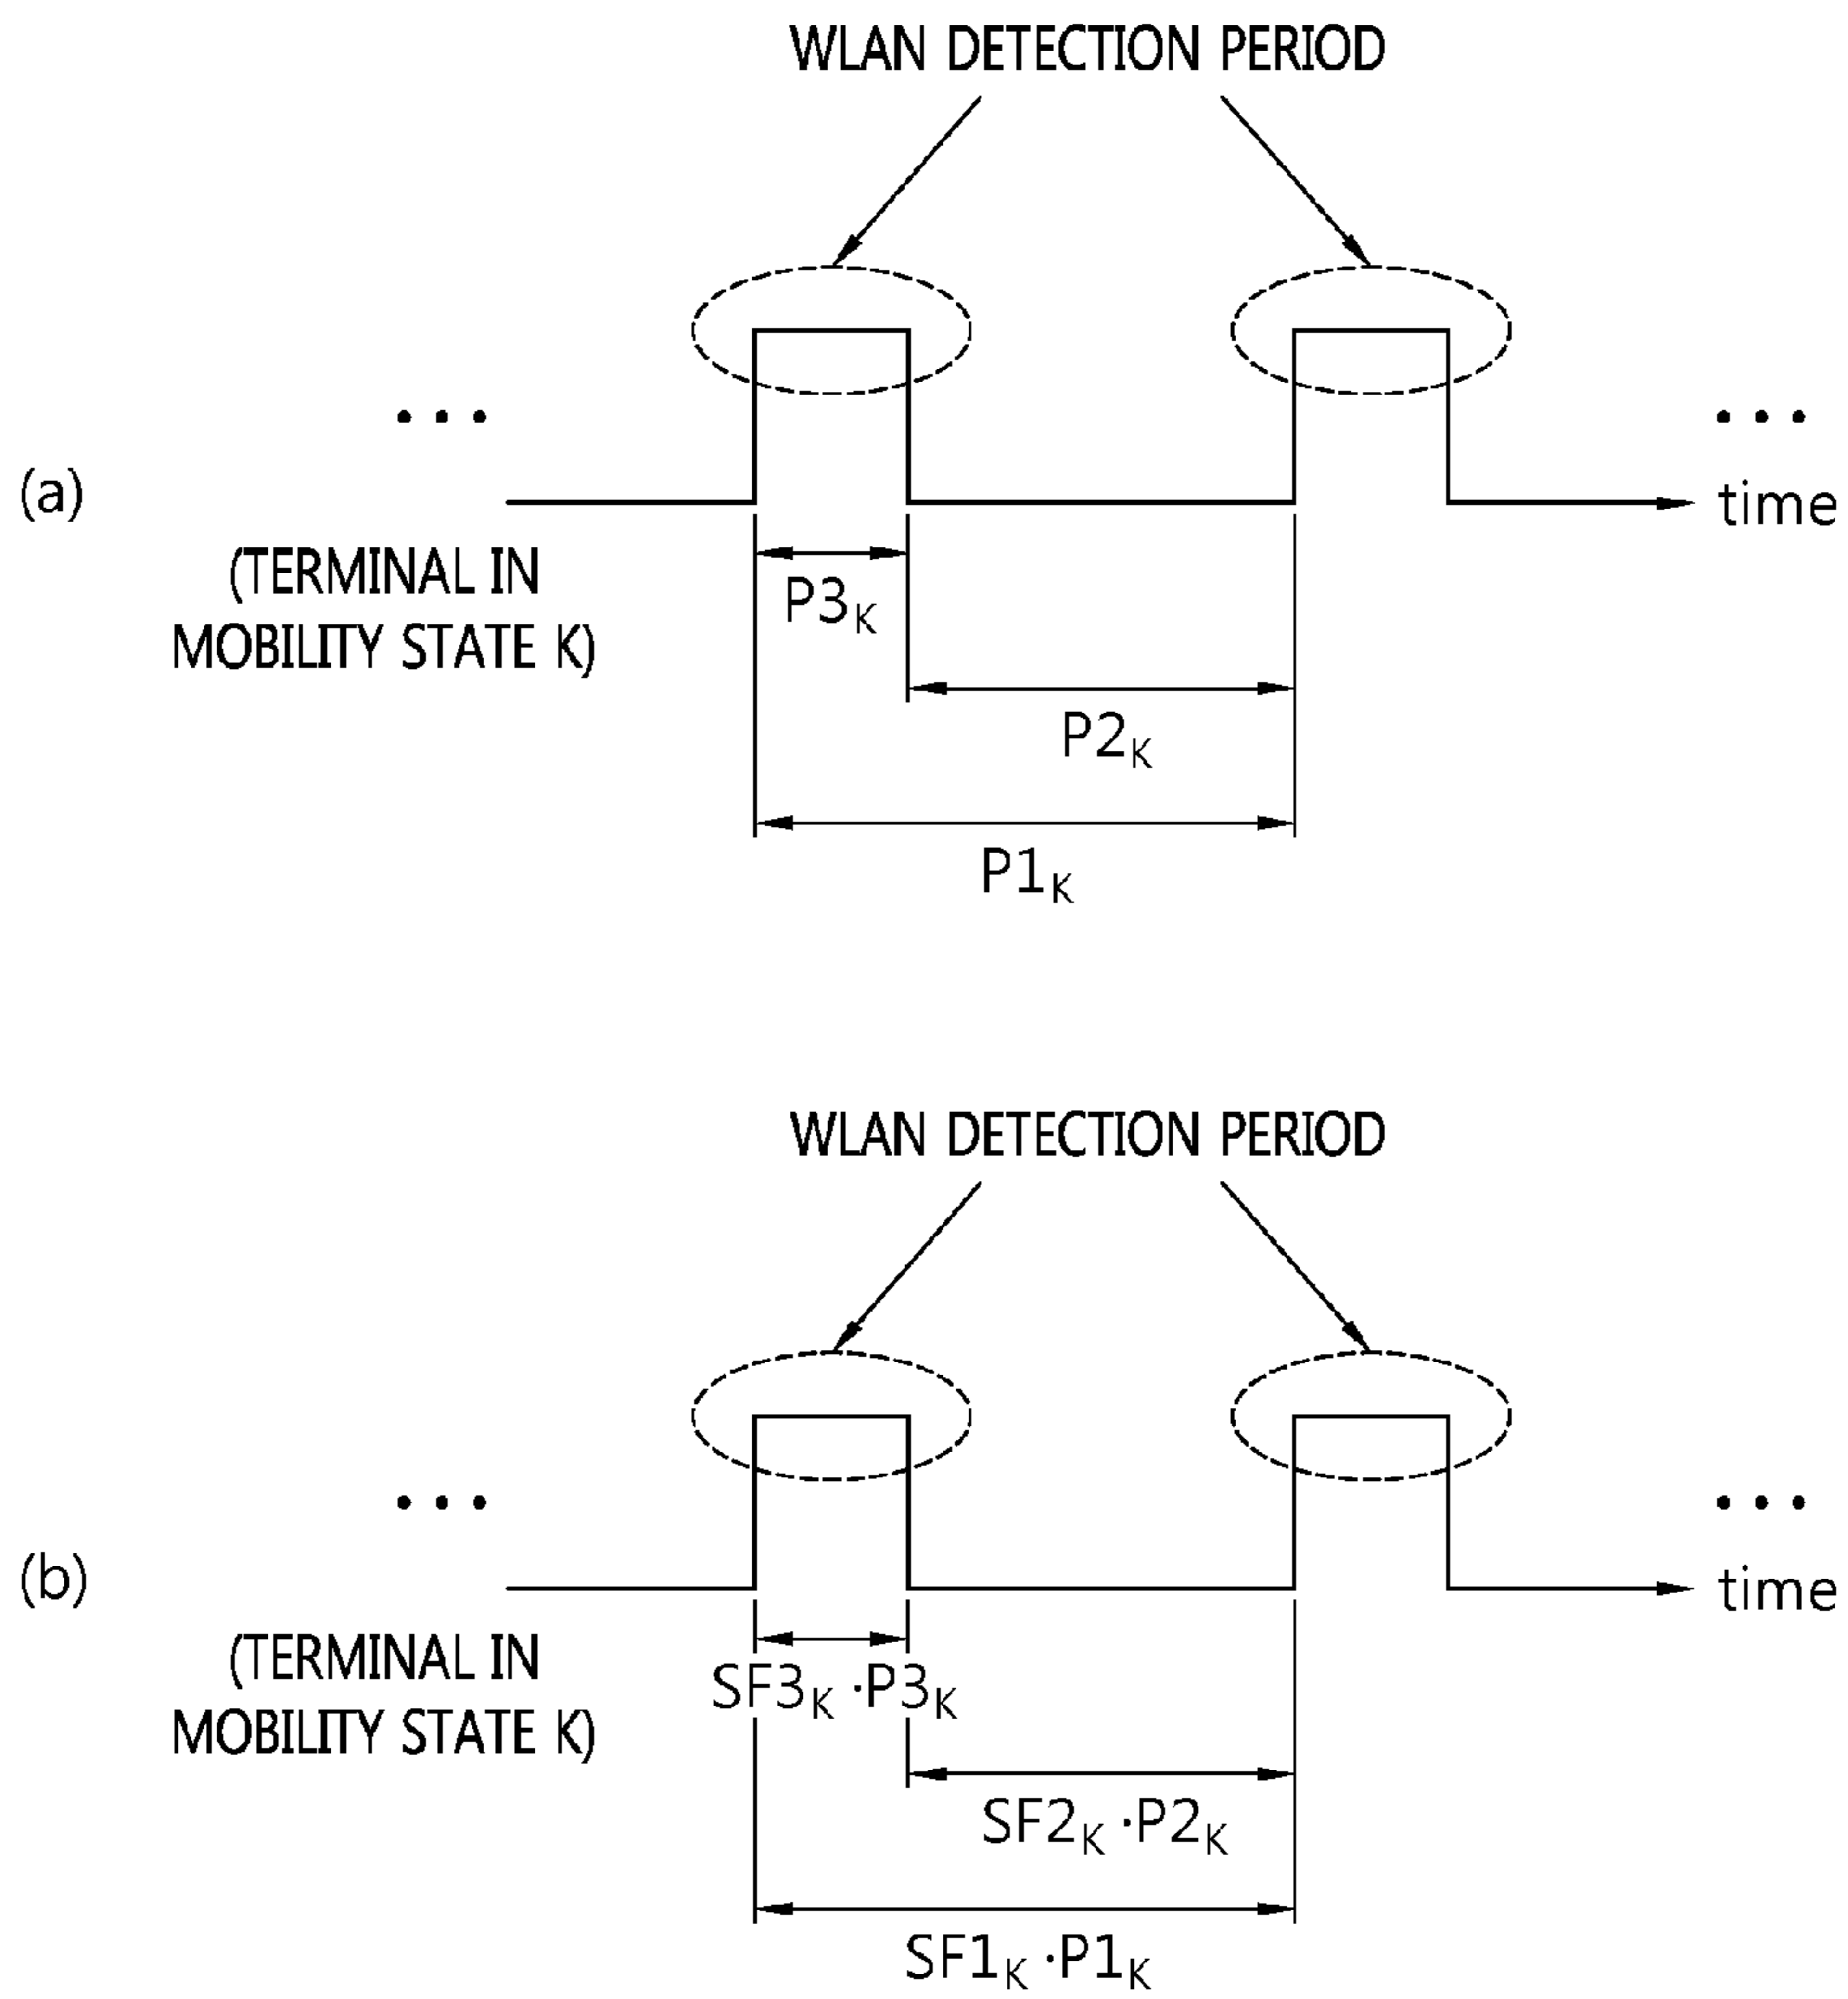 WLAN DETECTION PERIOD
(a)
time
(TERMINAL IN
MOBILITY STATE K)
P3K
P2K
P1K
WLAN DETECTION PERIOD
(b)
time
(TERMINAL IN
MOBILITY STATE K)
SF3K ·P3K
SF2K ·P2K
SF1K ·P1K